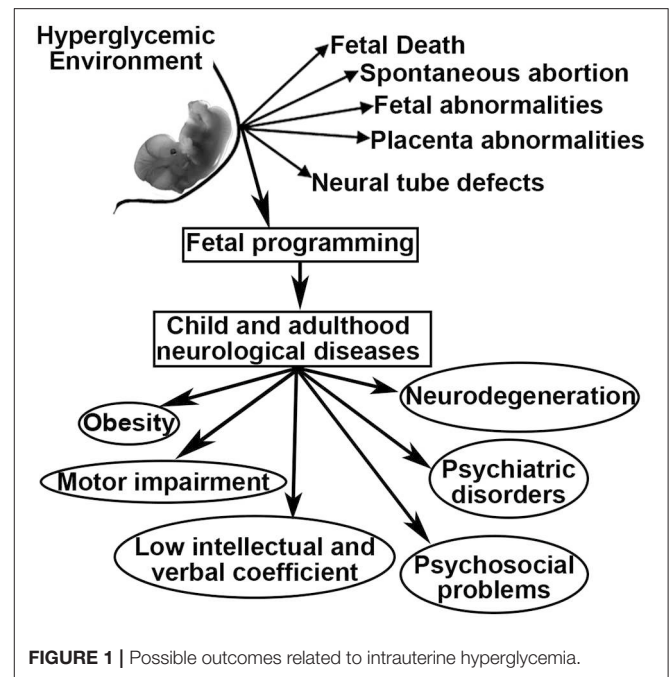 Hyperglycemic
Environment
Fetal Death
Spontaneous abortion
Fetal abnormalities
Placenta abnormalities
Neural tube defects
Fetal programming
Child and adulthood
neurological diseases
Neurodegeneration
Obesity
Motor impairment
Psychiatric
disorders
Low intellectual and
verbal coefficient
Psychosocial
problems
FIGURE 1 | Possible outcomes related to intrauterine hyperglycemia.